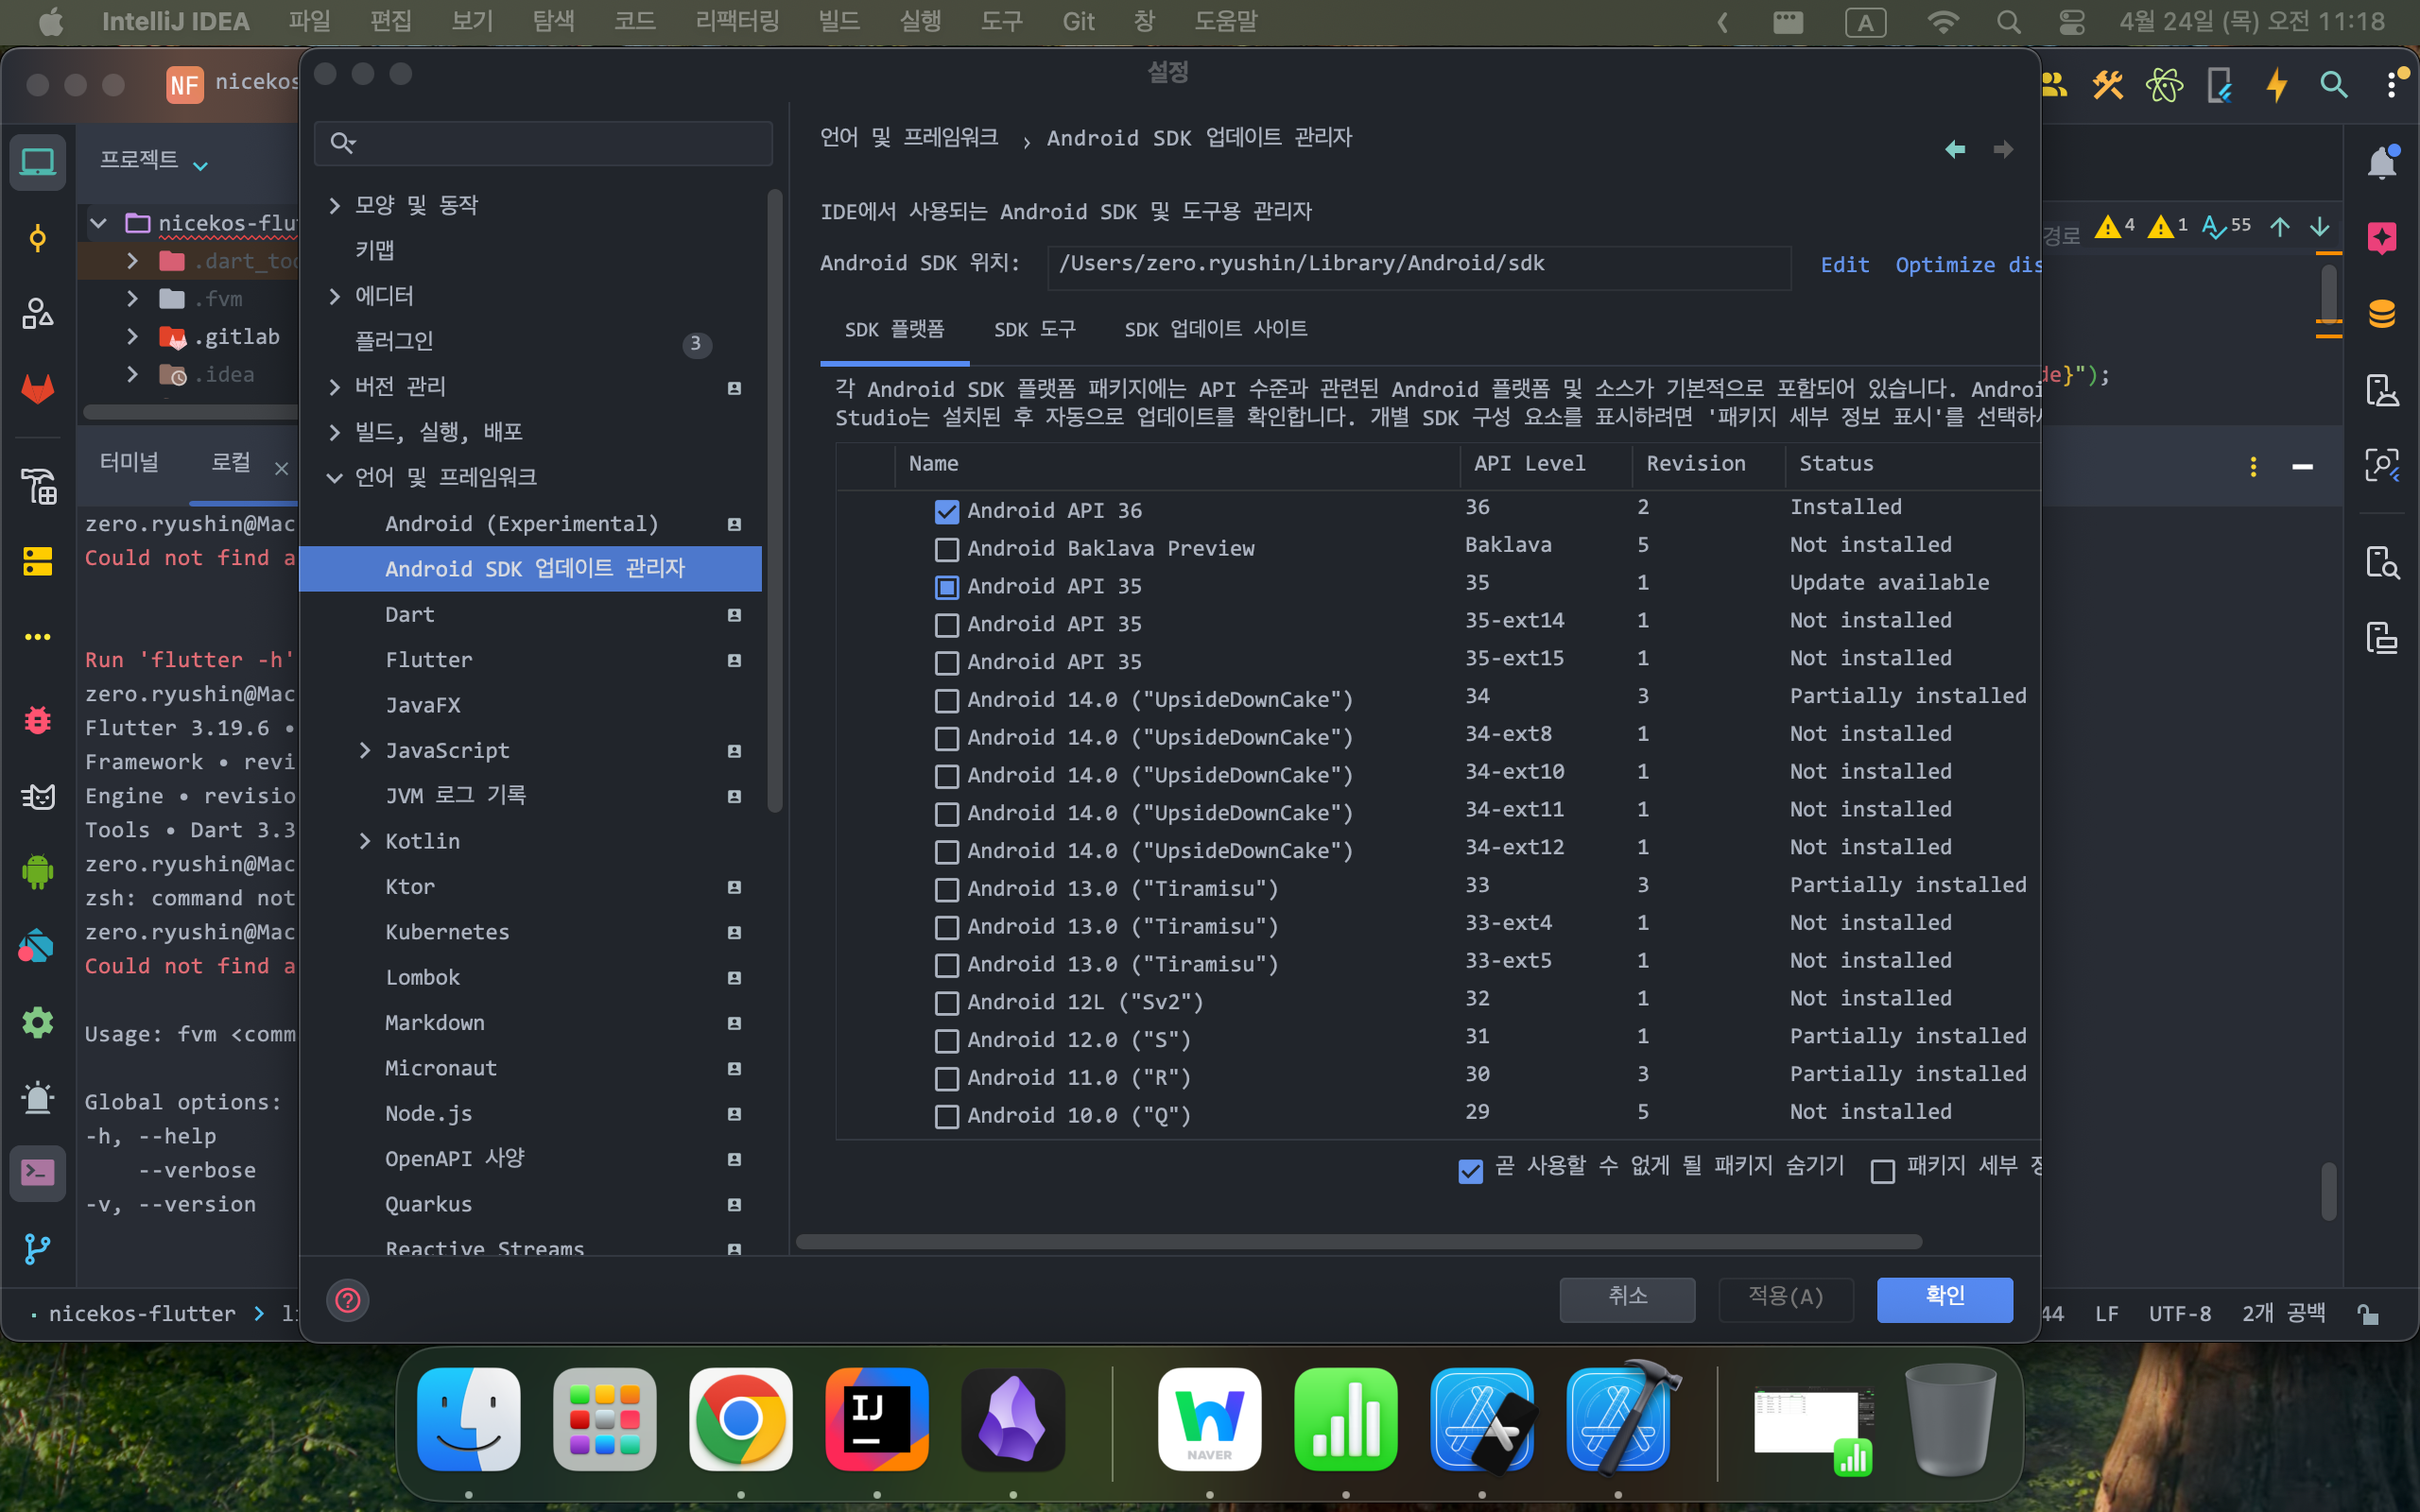 IntelliJ IDEA 파일 편집 보기 탐색 코드 리팩터링 빌드 실행 도구 Git 창 도움말 A 4월 24일 (목) 오전 11:18
NF nicekos
프로젝트
nicekos-flu
.dart_too
.fvm
.gitlab
.idea
터미널 로컬
zero.ryushin@Mac
Could not find a
Run 'flutter -h'
zero.ryushin@Mac
Flutter 3.19.6 •
Framework • revi
Engine • revisio
Tools • Dart 3.3
zero.ryushin@Mac
zsh: command not
zero.ryushin@Mac
Could not find a
Usage: fvm <comm
Global options:
-h, --help
--verbose
-v, --version
nicekos-flutter > li
설정
모양 및 동작
키맵
에디터
플러그인 3
버전 관리
빌드, 실행, 배포
언어 및 프레임워크
Android (Experimental)
Android SDK 업데이트 관리자
Dart
Flutter
JavaFX
JavaScript
JVM 로그 기록
Kotlin
Ktor
Kubernetes
Lombok
Markdown
Micronaut
Node.js
OpenAPI 사양
Quarkus
Reactive Streams
언어 및 프레임워크 › Android SDK 업데이트 관리자
IDE에서 사용되는 Android SDK 및 도구용 관리자
Android SDK 위치: /Users/zero.ryushin/Library/Android/sdk Edit Optimize dis
SDK 플랫폼 SDK 도구 SDK 업데이트 사이트
각 Android SDK 플랫폼 패키지에는 API 수준과 관련된 Android 플랫폼 및 소스가 기본적으로 포함되어 있습니다. Androi
Studio는 설치된 후 자동으로 업데이트를 확인합니다. 개별 SDK 구성 요소를 표시하려면 '패키지 세부 정보 표시'를 선택하
Name API Level Revision Status
Android API 36 36 2 Installed
Android Baklava Preview Baklava 5 Not installed
Android API 35 35 1 Update available
Android API 35 35-ext14 1 Not installed
Android API 35 35-ext15 1 Not installed
Android 14.0 ("UpsideDownCake") 34 3 Partially installed
Android 14.0 ("UpsideDownCake") 34-ext8 1 Not installed
Android 14.0 ("UpsideDownCake") 34-ext10 1 Not installed
Android 14.0 ("UpsideDownCake") 34-ext11 1 Not installed
Android 14.0 ("UpsideDownCake") 34-ext12 1 Not installed
Android 13.0 ("Tiramisu") 33 3 Partially installed
Android 13.0 ("Tiramisu") 33-ext4 1 Not installed
Android 13.0 ("Tiramisu") 33-ext5 1 Not installed
Android 12L ("Sv2") 32 1 Not installed
Android 12.0 ("S") 31 1 Partially installed
Android 11.0 ("R") 30 3 Partially installed
Android 10.0 ("Q") 29 5 Not installed
곧 사용할 수 없게 될 패키지 숨기기 패키지 세부 정
취소 적용(A) 확인
경로 4 1 55
de}");
44 LF UTF-8 2개 공백
IJ
NAVER